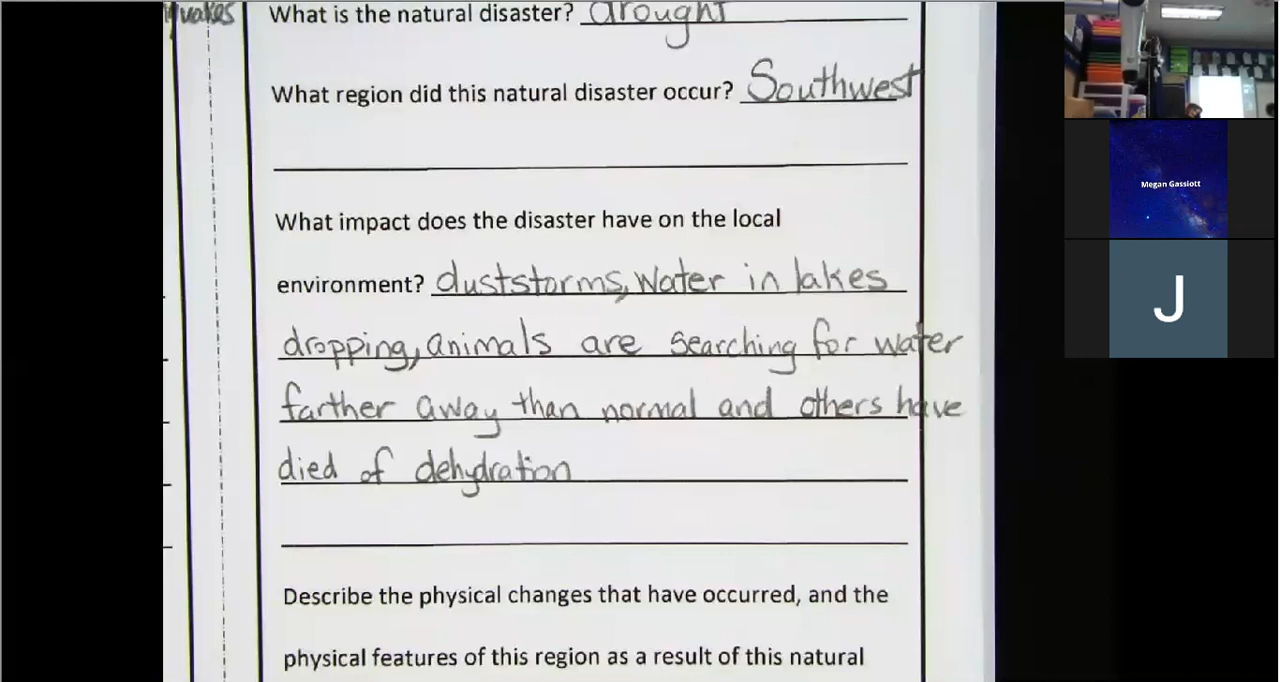 quakes
What is the natural disaster? drought
What region did this natural disaster occur? Southwest
What impact does the disaster have on the local
environment? duststorms, Water in lakes
dropping, animals are searching for water
farther away than normal and others have
died of dehydration
Describe the physical changes that have occurred, and the
physical features of this region as a result of this natural
Megan Gassiott
J